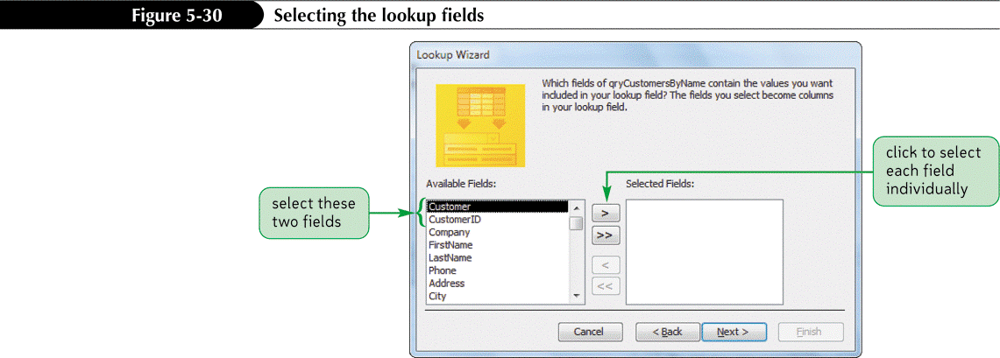 Figure 5-30 Selecting the lookup fields
Lookup Wizard
Which fields of qryCustomersByName contain the values you want
included in your lookup field? The fields you select become columns
in your lookup field.
click to select
each field
individually
Available Fields:
Selected Fields:
select these
two fields
Customer
CustomerID
Company
FirstName
LastName
Phone
Address
City
>
>>
<
<<
Cancel
< Back
Next >
Finish